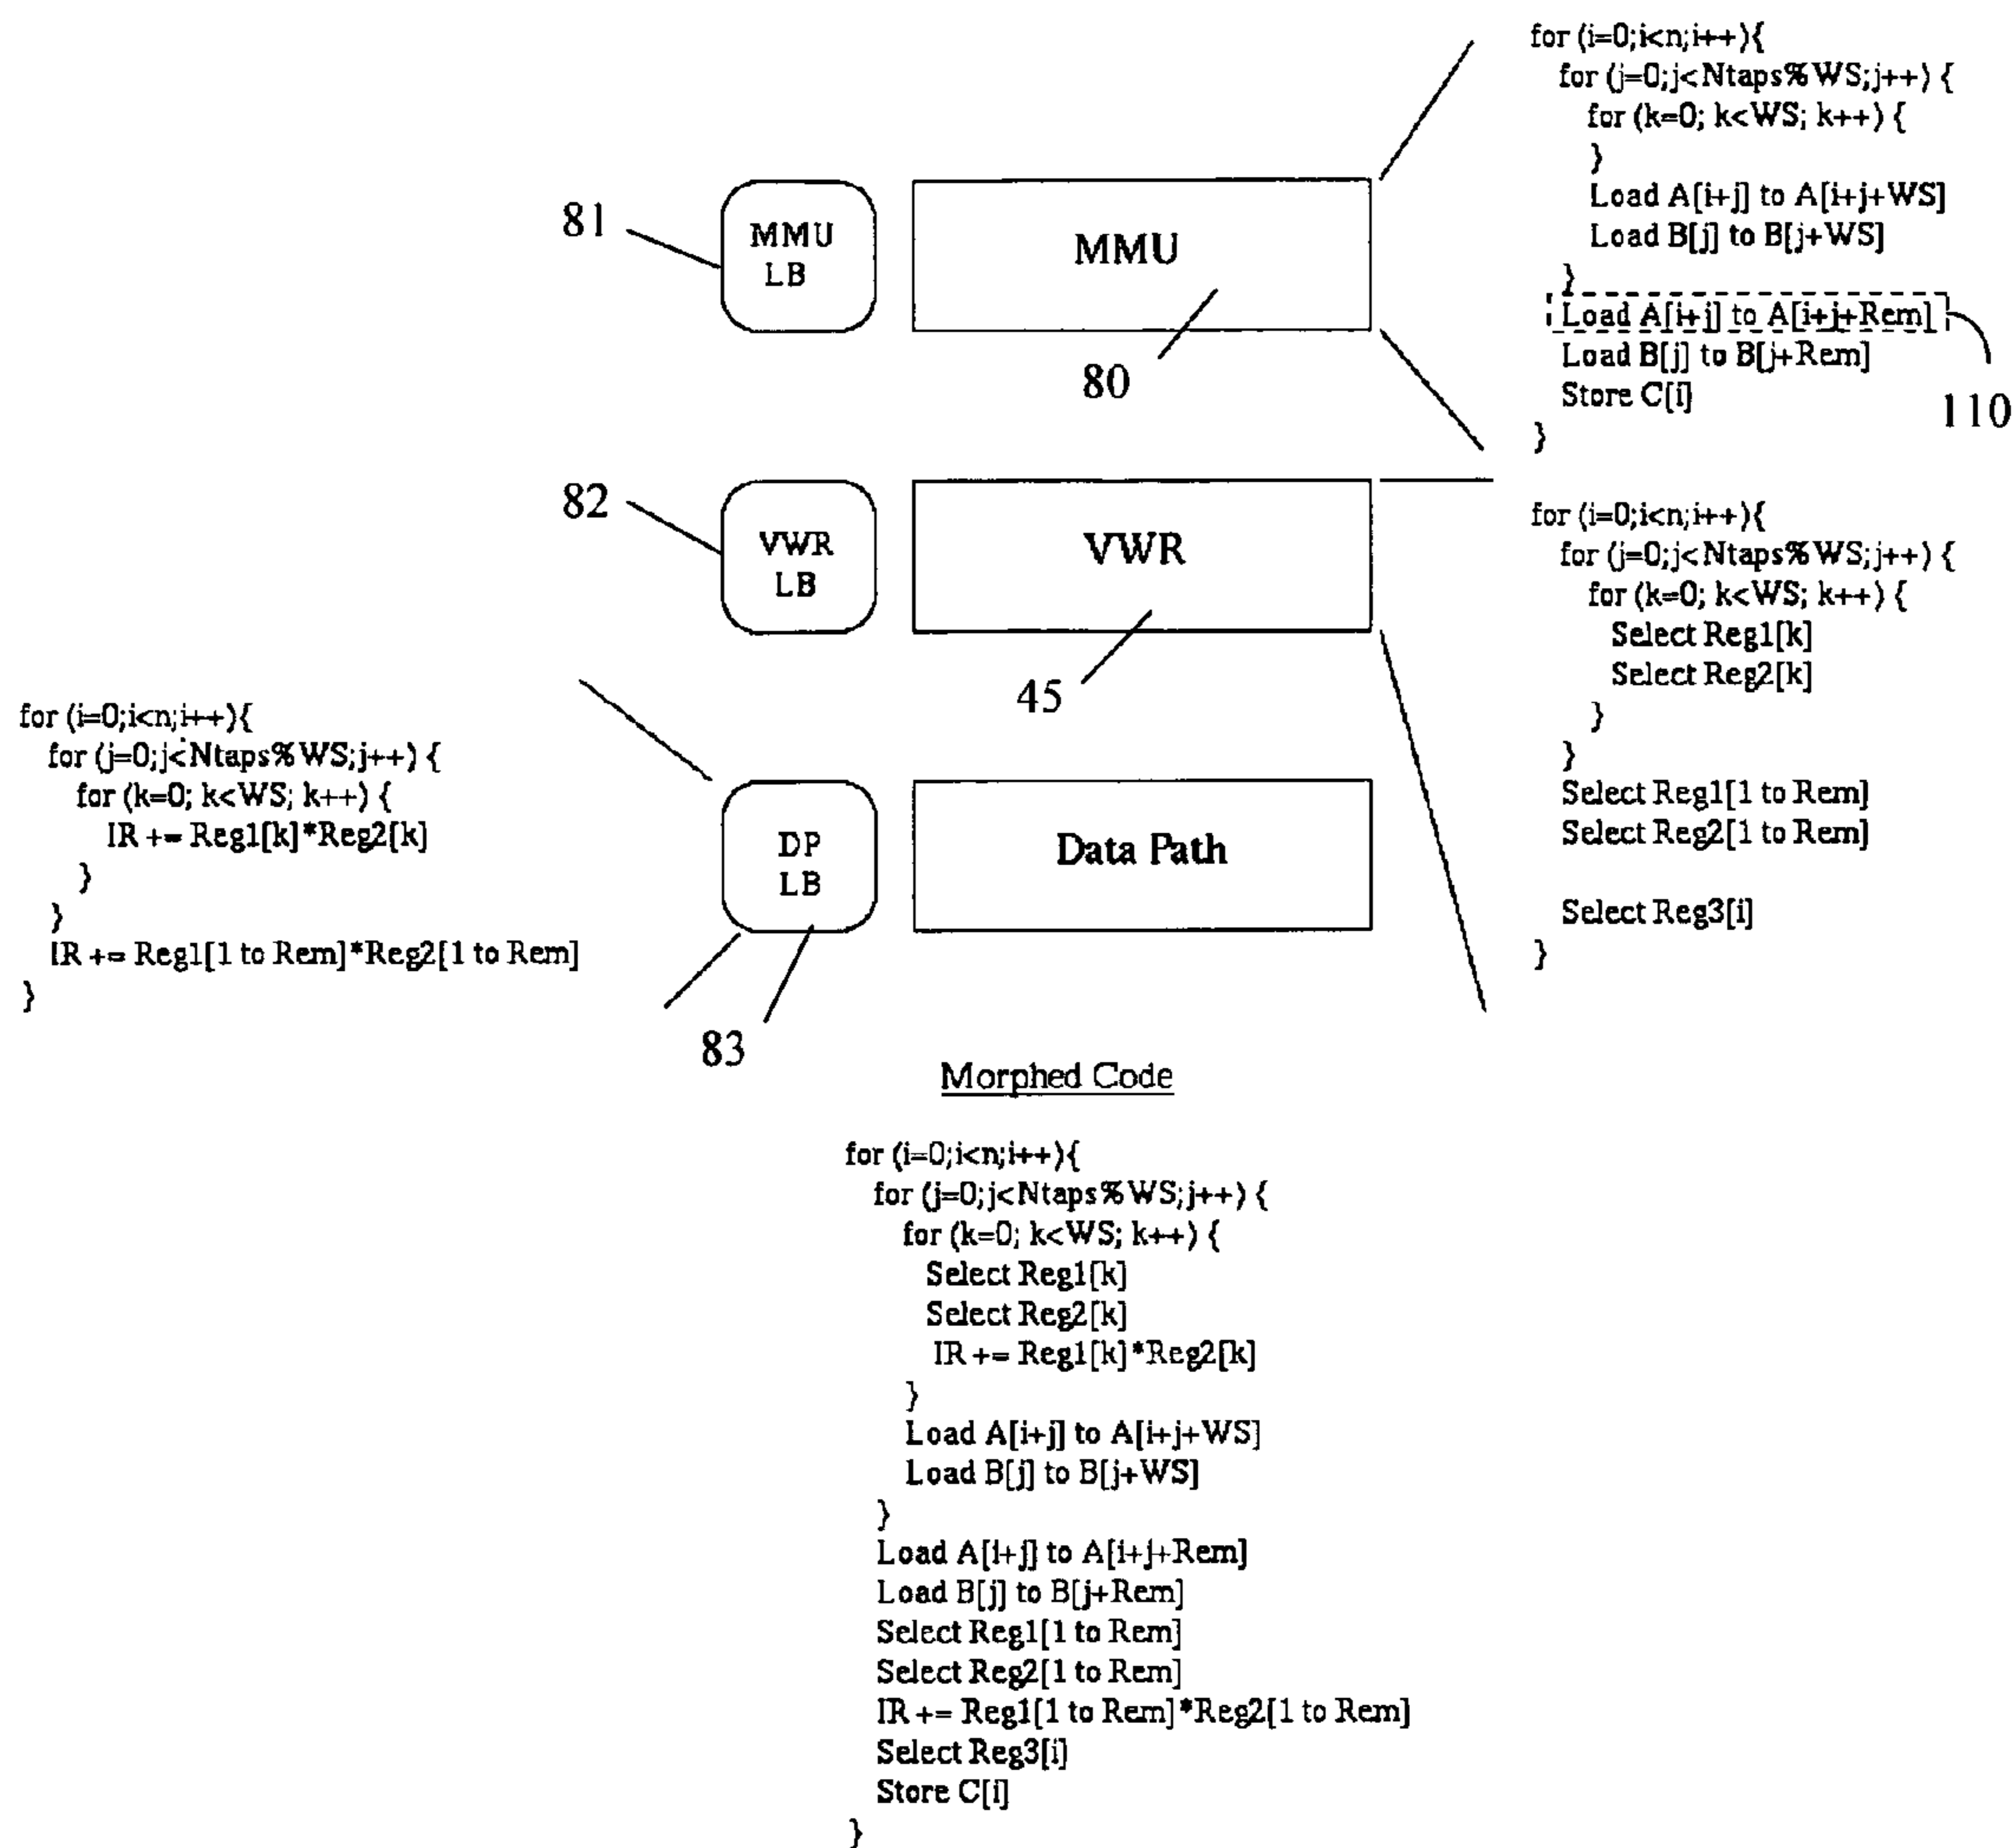 for (i=0;i<n;i++){
for (j=0;j<Ntaps%WS;j++) {
for (k=0; k<WS; k++) {
}
Load A[i+j] to A[i+j+WS]
Load B[j] to B[j+WS]
}
Load A[i+j] to A[i+j+Rem]
Load B[j] to B[j+Rem]
Store C[i]
}
110
81
MMU
LB
MMU
80
82
VWR
LB
VWR
45
for (i=0;i<n;i++){
for (j=0;j<Ntaps%WS;j++) {
for (k=0; k<WS; k++) {
Select Reg1[k]
Select Reg2[k]
}
}
Select Reg1[1 to Rem]
Select Reg2[1 to Rem]
Select Reg3[i]
}
for (i=0;i<n;i++){
for (j=0;j<Ntaps%WS;j++) {
for (k=0; k<WS; k++) {
IR += Reg1[k]*Reg2[k]
}
}
IR += Reg1[1 to Rem]*Reg2[1 to Rem]
}
DP
LB
Data Path
83
Morphed Code
for (i=0;i<n;i++){
for (j=0;j<Ntaps%WS;j++) {
for (k=0; k<WS; k++) {
Select Reg1[k]
Select Reg2[k]
IR += Reg1[k]*Reg2[k]
}
Load A[i+j] to A[i+j+WS]
Load B[j] to B[j+WS]
}
Load A[i+j] to A[i+j+Rem]
Load B[j] to B[j+Rem]
Select Reg1[1 to Rem]
Select Reg2[1 to Rem]
IR += Reg1[1 to Rem]*Reg2[1 to Rem]
Select Reg3[i]
Store C[i]
}